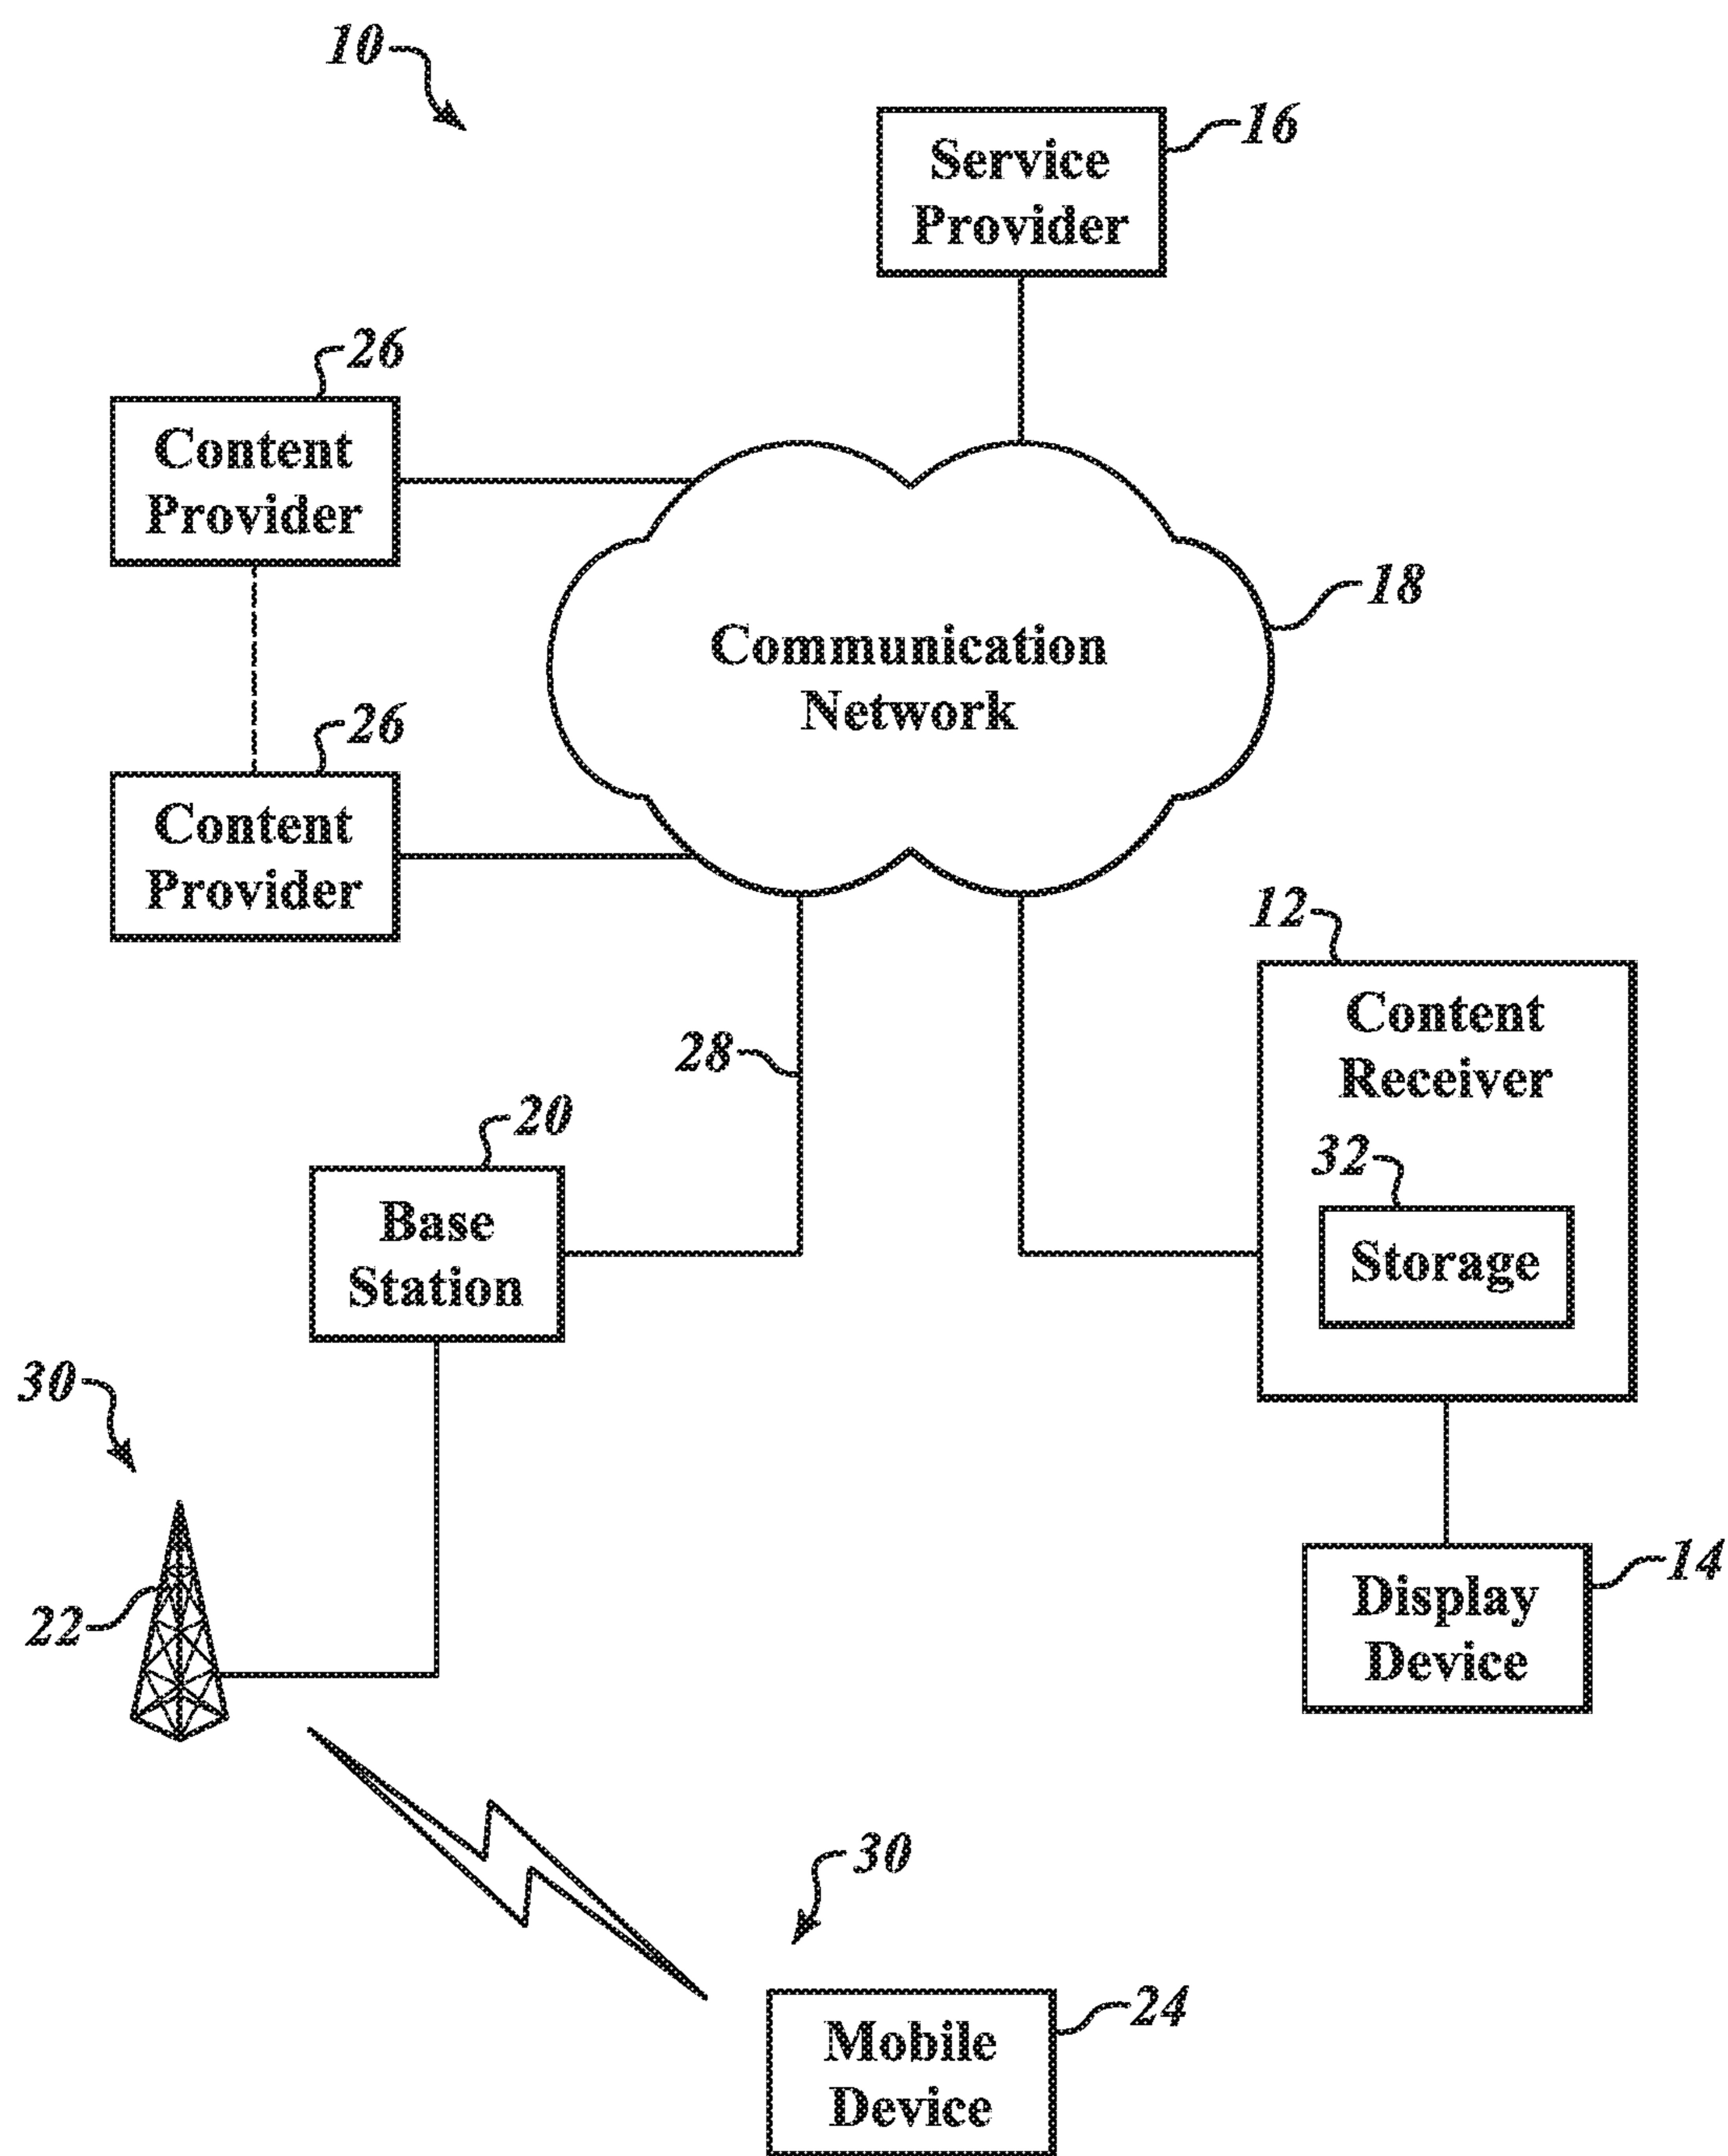 10
16
Service
Provider
26
Content
Provider
18
Communication
Network
26
Content
Provider
12
Content
Receiver
28
20
32
Base
Station
Storage
30
22
14
Display
Device
30
24
Mobile
Device